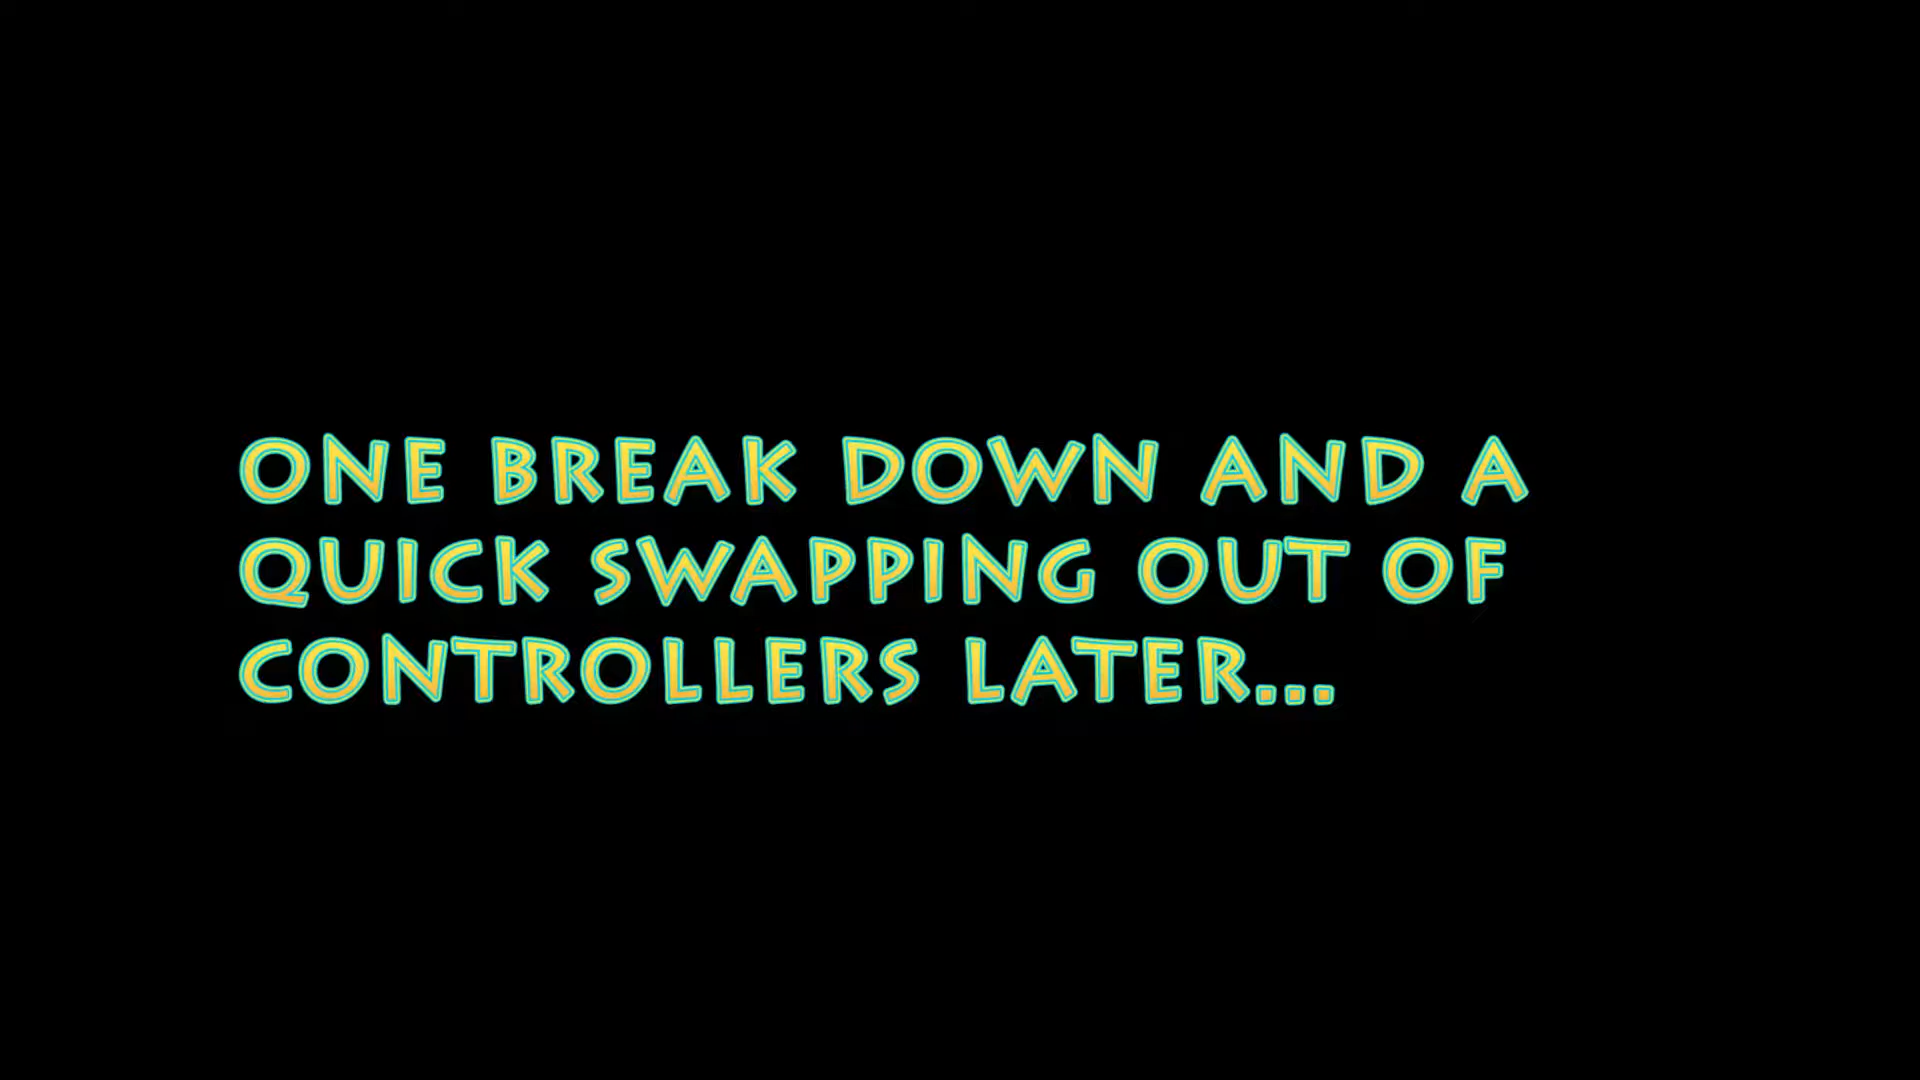 ONE BREAK DOWN AND A
QUICK SWAPPING OUT OF
CONTROLLERS LATER...